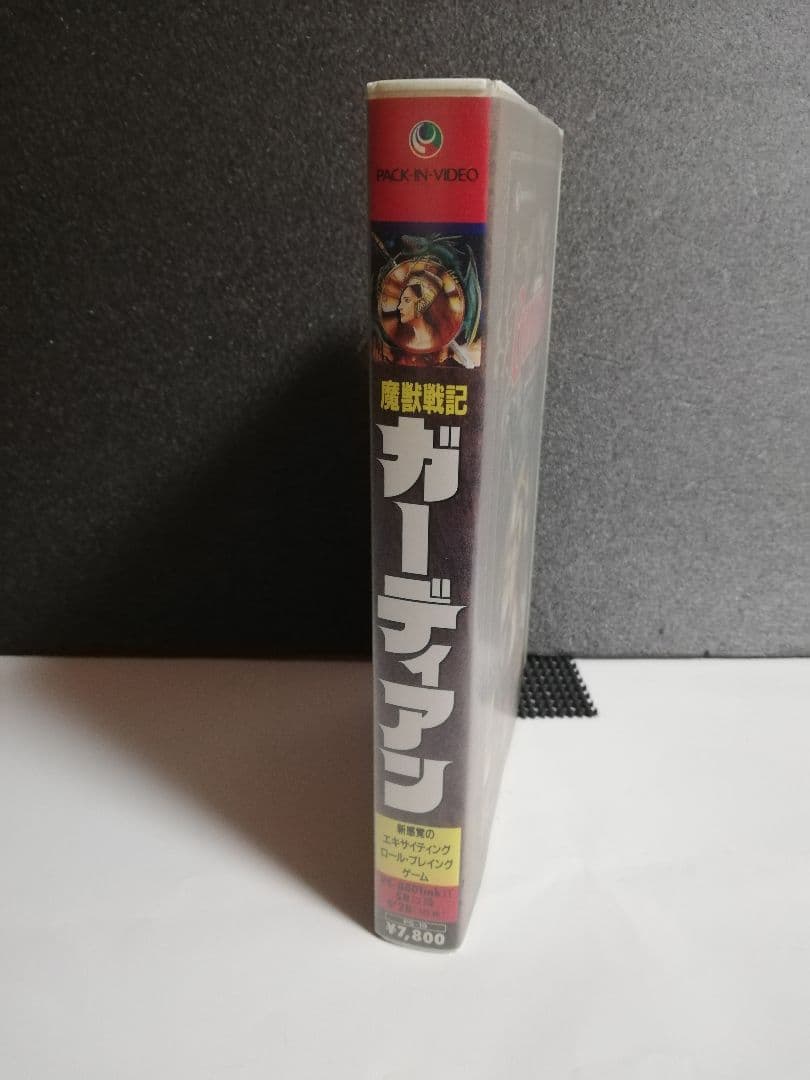 PACK-IN-VIDEO
魔獣戦記
ガーディアン
新感覚の
エキサイティング
ロール・プレイング
ゲーム
¥7,800